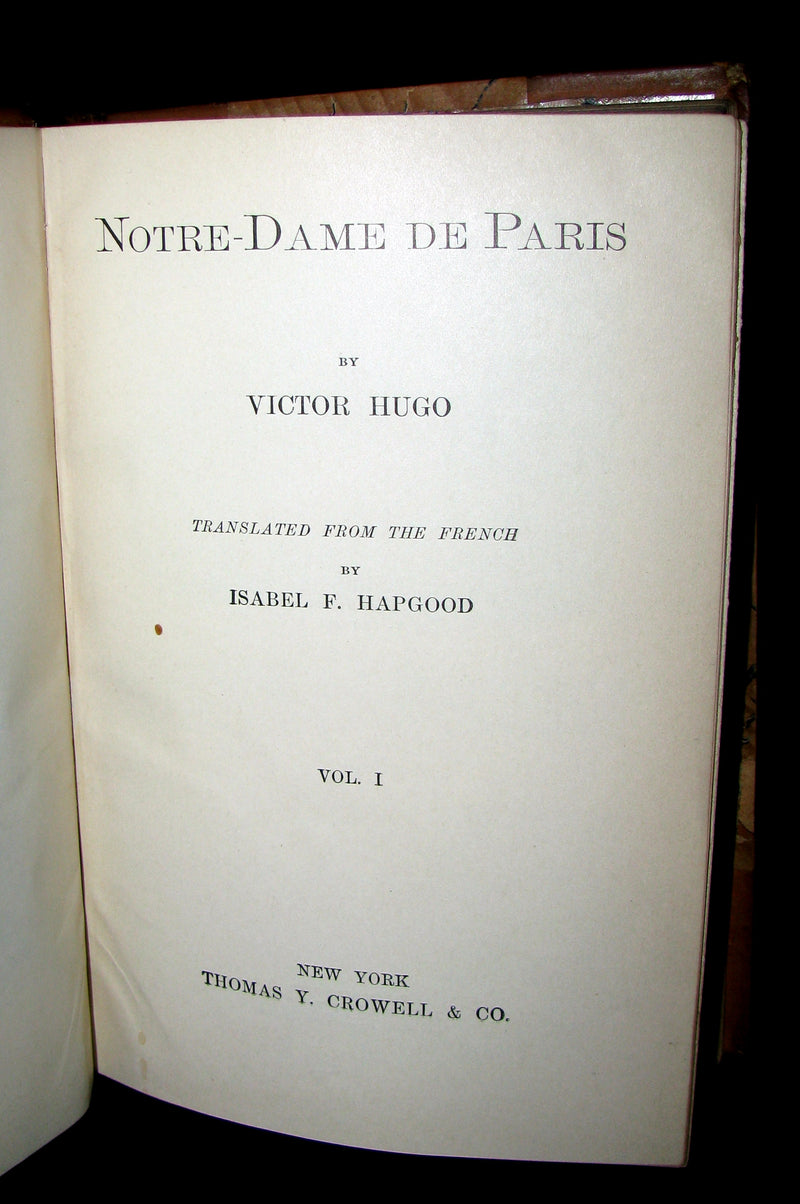 NOTRE-DAME DE PARIS
BY
VICTOR HUGO
TRANSLATED FROM THE FRENCH
BY
ISABEL F. HAPGOOD
VOL. I
NEW YORK
THOMAS Y. CROWELL & CO.